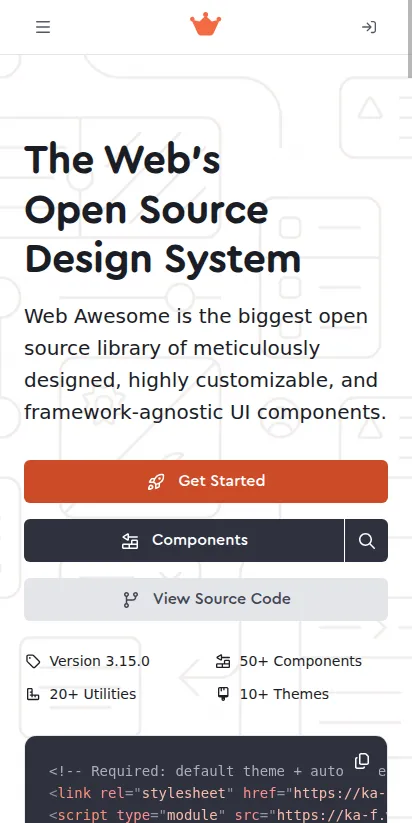 The Web's
Open Source
Design System
Web Awesome is the biggest open
source library of meticulously
designed, highly customizable, and
framework-agnostic UI components.
Get Started
Components
View Source Code
Version 3.15.0
50+ Components
20+ Utilities
10+ Themes
<!-- Required: default theme + auto e
<link rel="stylesheet" href="https://ka-
<script type="module" src="https://ka-f.